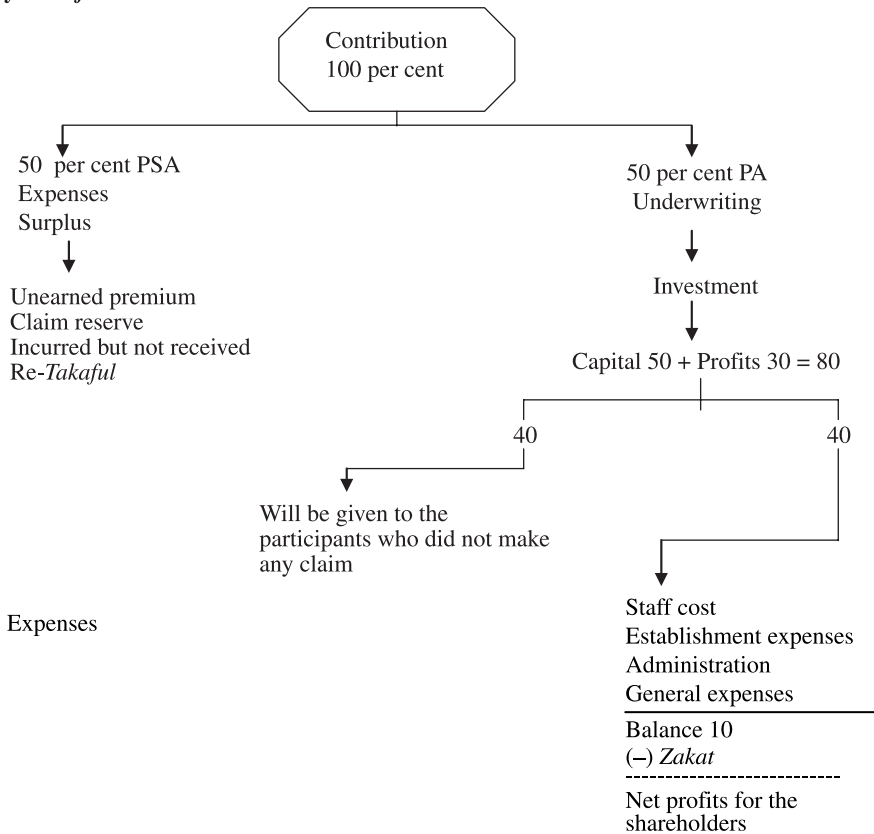 Contribution
100 per cent
50 per cent PSA
Expenses
Surplus
50 per cent PA
Underwriting
Unearned premium
Claim reserve
Incurred but not received
Re-Takaful
Investment
Capital 50 + Profits 30 = 80
40
40
Will be given to the
participants who did not make
any claim
Expenses
Staff cost
Establishment expenses
Administration
General expenses
Balance 10
(–) Zakat
Net profits for the
shareholders